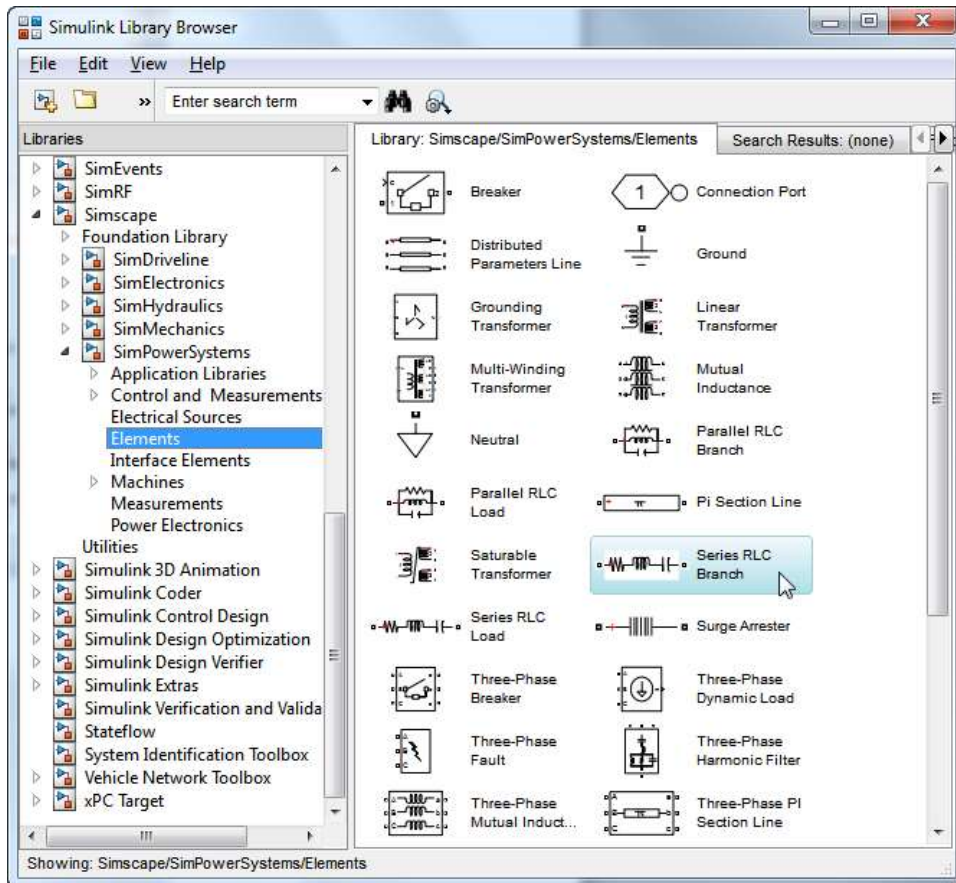 Simulink Library Browser
File Edit View Help
» Enter search term
Libraries
SimEvents
SimRF
Simscape
Foundation Library
SimDriveline
SimElectronics
SimHydraulics
SimMechanics
SimPowerSystems
Application Libraries
Control and Measurements
Electrical Sources
Elements
Interface Elements
Machines
Measurements
Power Electronics
Utilities
Simulink 3D Animation
Simulink Coder
Simulink Control Design
Simulink Design Optimization
Simulink Design Verifier
Simulink Extras
Simulink Verification and Valida
Stateflow
System Identification Toolbox
Vehicle Network Toolbox
xPC Target
Library: Simscape/SimPowerSystems/Elements
Search Results: (none)
Breaker
1
Connection Port
Distributed
Parameters Line
Ground
Grounding
Transformer
Linear
Transformer
Multi-Winding
Transformer
Mutual
Inductance
Neutral
Parallel RLC
Branch
Parallel RLC
Load
Pi Section Line
Saturable
Transformer
Series RLC
Branch
Series RLC
Load
Surge Arrester
Three-Phase
Breaker
Three-Phase
Dynamic Load
Three-Phase
Fault
Three-Phase
Harmonic Filter
Three-Phase
Mutual Induct...
Three-Phase PI
Section Line
Showing: Simscape/SimPowerSystems/Elements